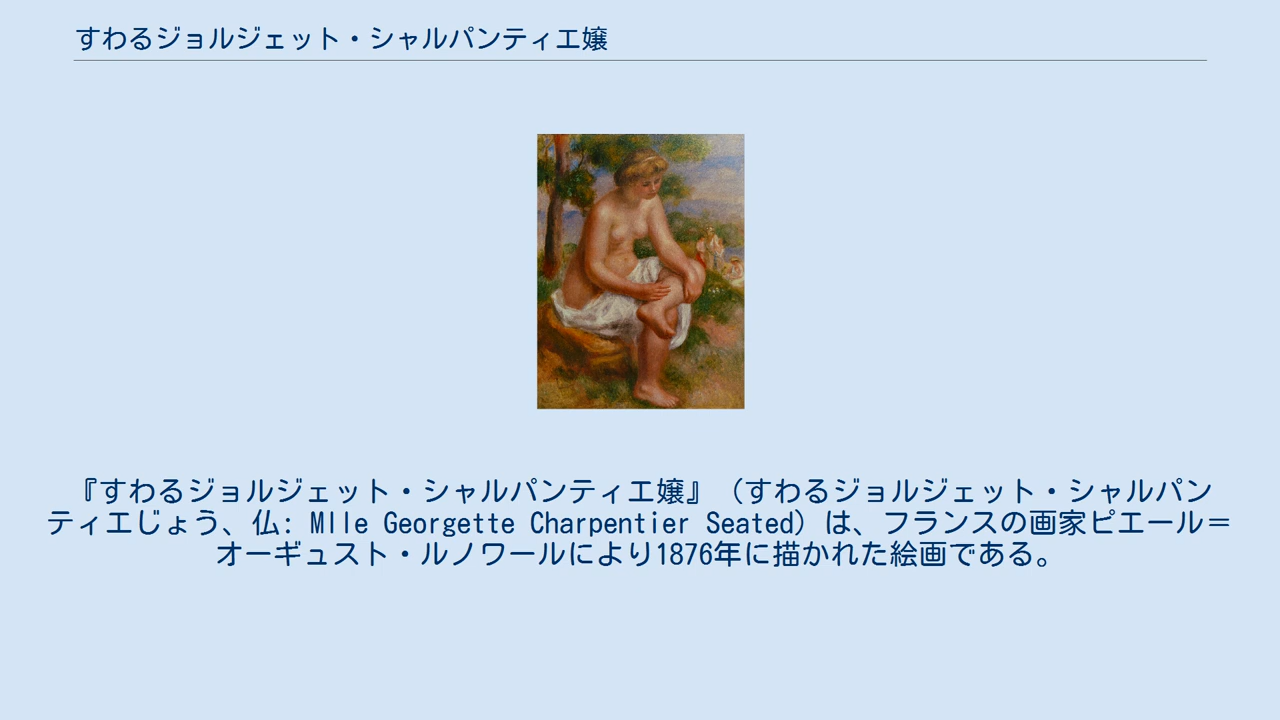 すわるジョルジェット・シャルパンティエ嬢
『すわるジョルジェット・シャルパンティエ嬢』（すわるジョルジェット・シャルパン
ティエじょう、仏: Mlle Georgette Charpentier Seated）は、フランスの画家ピエール＝
オーギュスト・ルノワールにより1876年に描かれた絵画である。